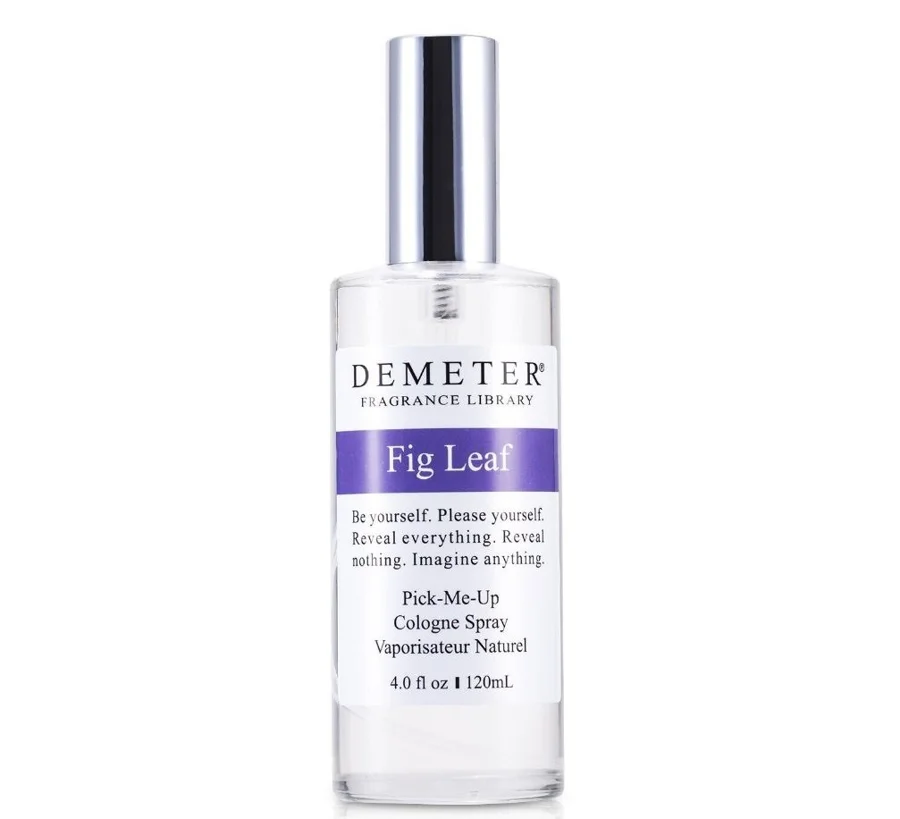 DEMETER®
FRAGRANCE LIBRARY
Fig Leaf
Be yourself. Please yourself.
Reveal everything. Reveal
nothing. Imagine anything.
Pick-Me-Up
Cologne Spray
Vaporisateur Naturel
4.0 fl oz ▌120mL